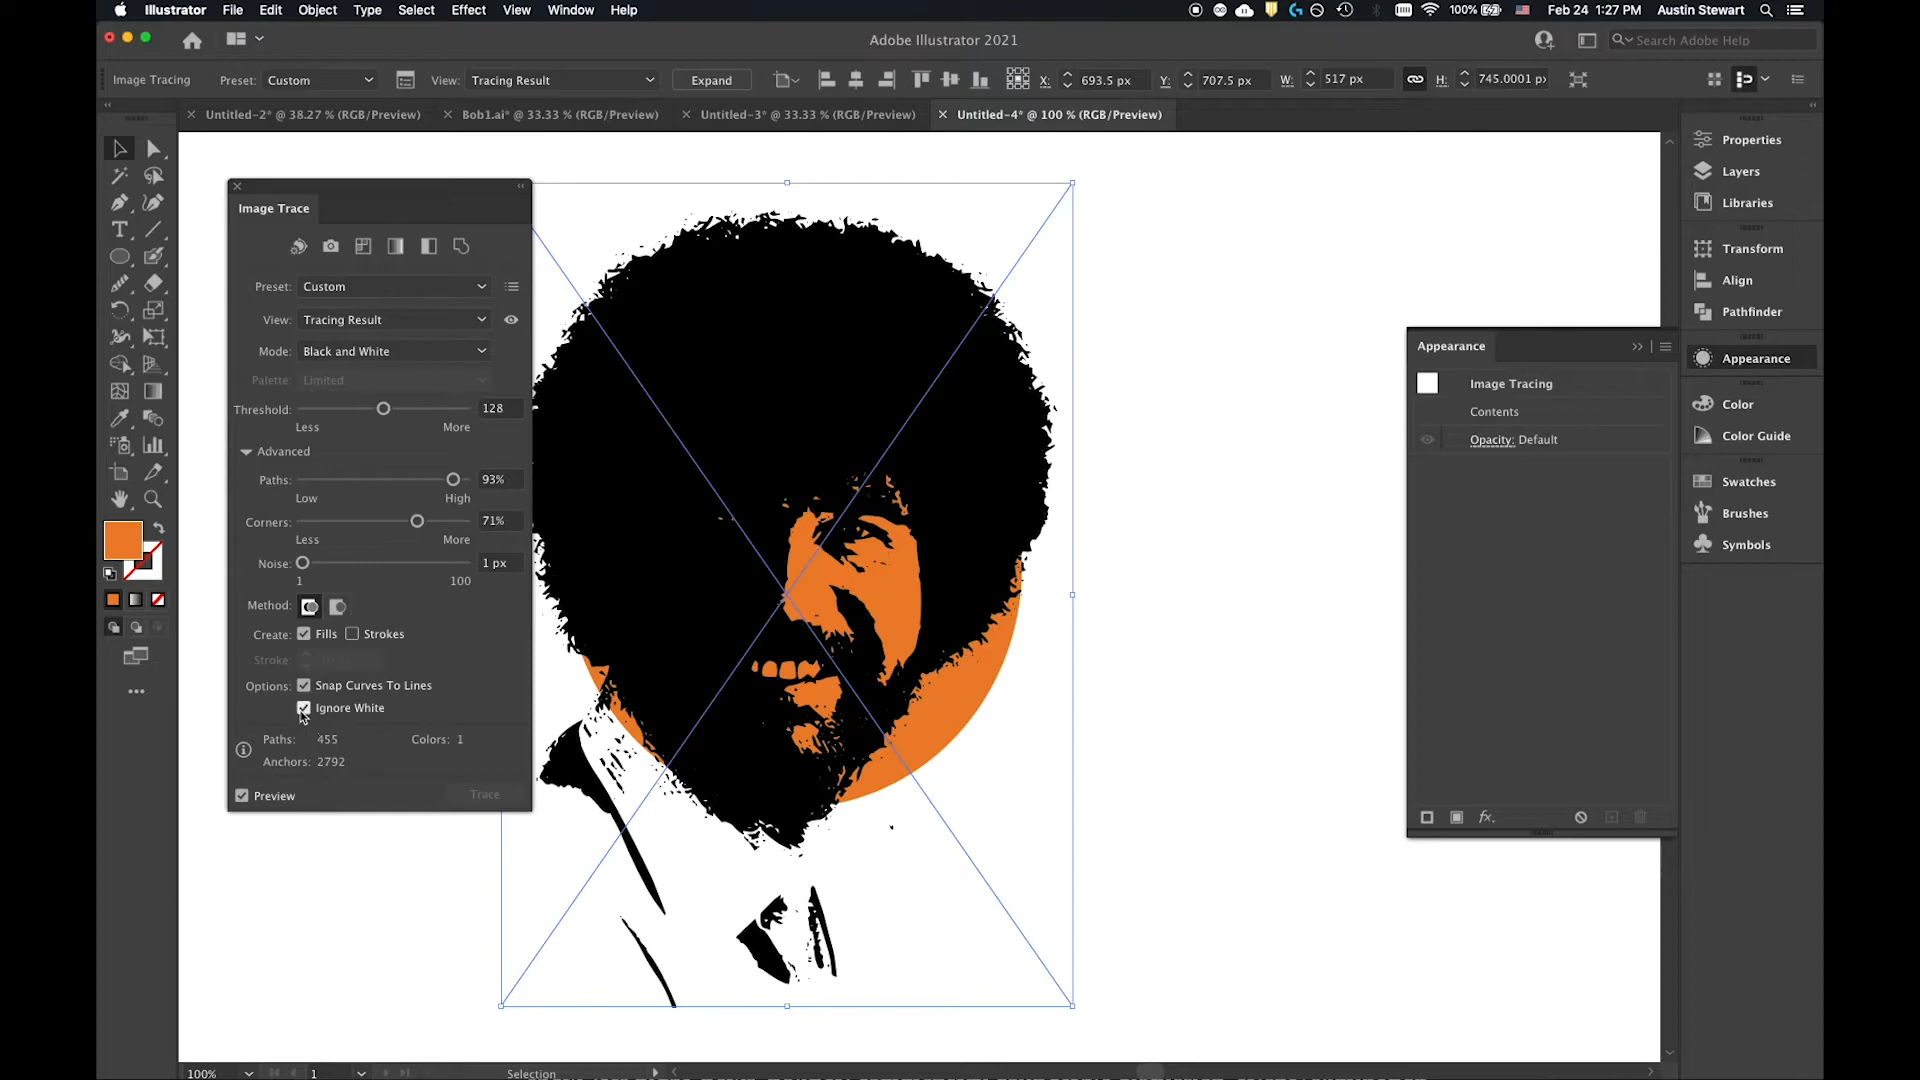 Illustrator File Edit Object Type Select Effect View Window Help 100% Feb 24 1:27 PM Austin Stewart
Adobe Illustrator 2021 Search Adobe Help
Image Tracing Preset: Custom View: Tracing Result Expand X: 693.5 px Y: 707.5 px W: 517 px H: 745.0001 px
Untitled-2* @ 38.27 % (RGB/Preview) Bob1.ai* @ 33.33 % (RGB/Preview) Untitled-3* @ 33.33 % (RGB/Preview) Untitled-4* @ 100 % (RGB/Preview)
Image Trace
Preset: Custom
View: Tracing Result
Mode: Black and White
Palette: Limited
Threshold: 128
Less More
Advanced
Paths: 93%
Low High
Corners: 71%
Less More
Noise: 1 px
1 100
Method:
Create: Fills Strokes
Stroke:
Options: Snap Curves To Lines
Ignore White
Paths: 455 Colors: 1
Anchors: 2792
Preview Trace
Appearance
Image Tracing
Contents
Opacity: Default
fx.
Properties
Layers
Libraries
Transform
Align
Pathfinder
Appearance
Color
Color Guide
Swatches
Brushes
Symbols
100% 1 Selection